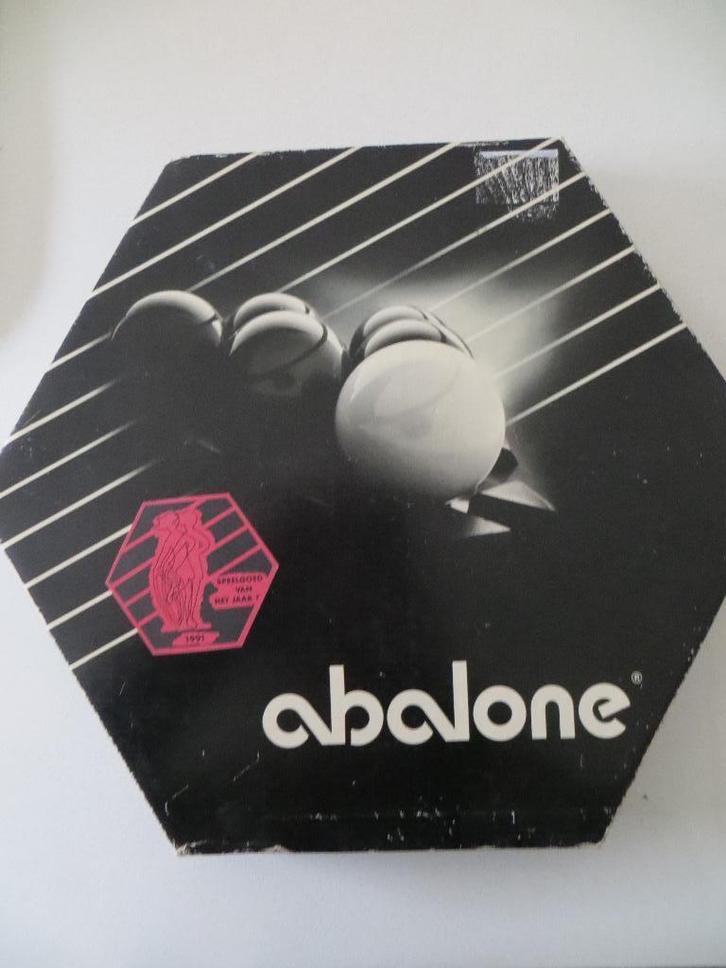 SPEELGOED
VAN
HET JAAR !
1991
abalone®